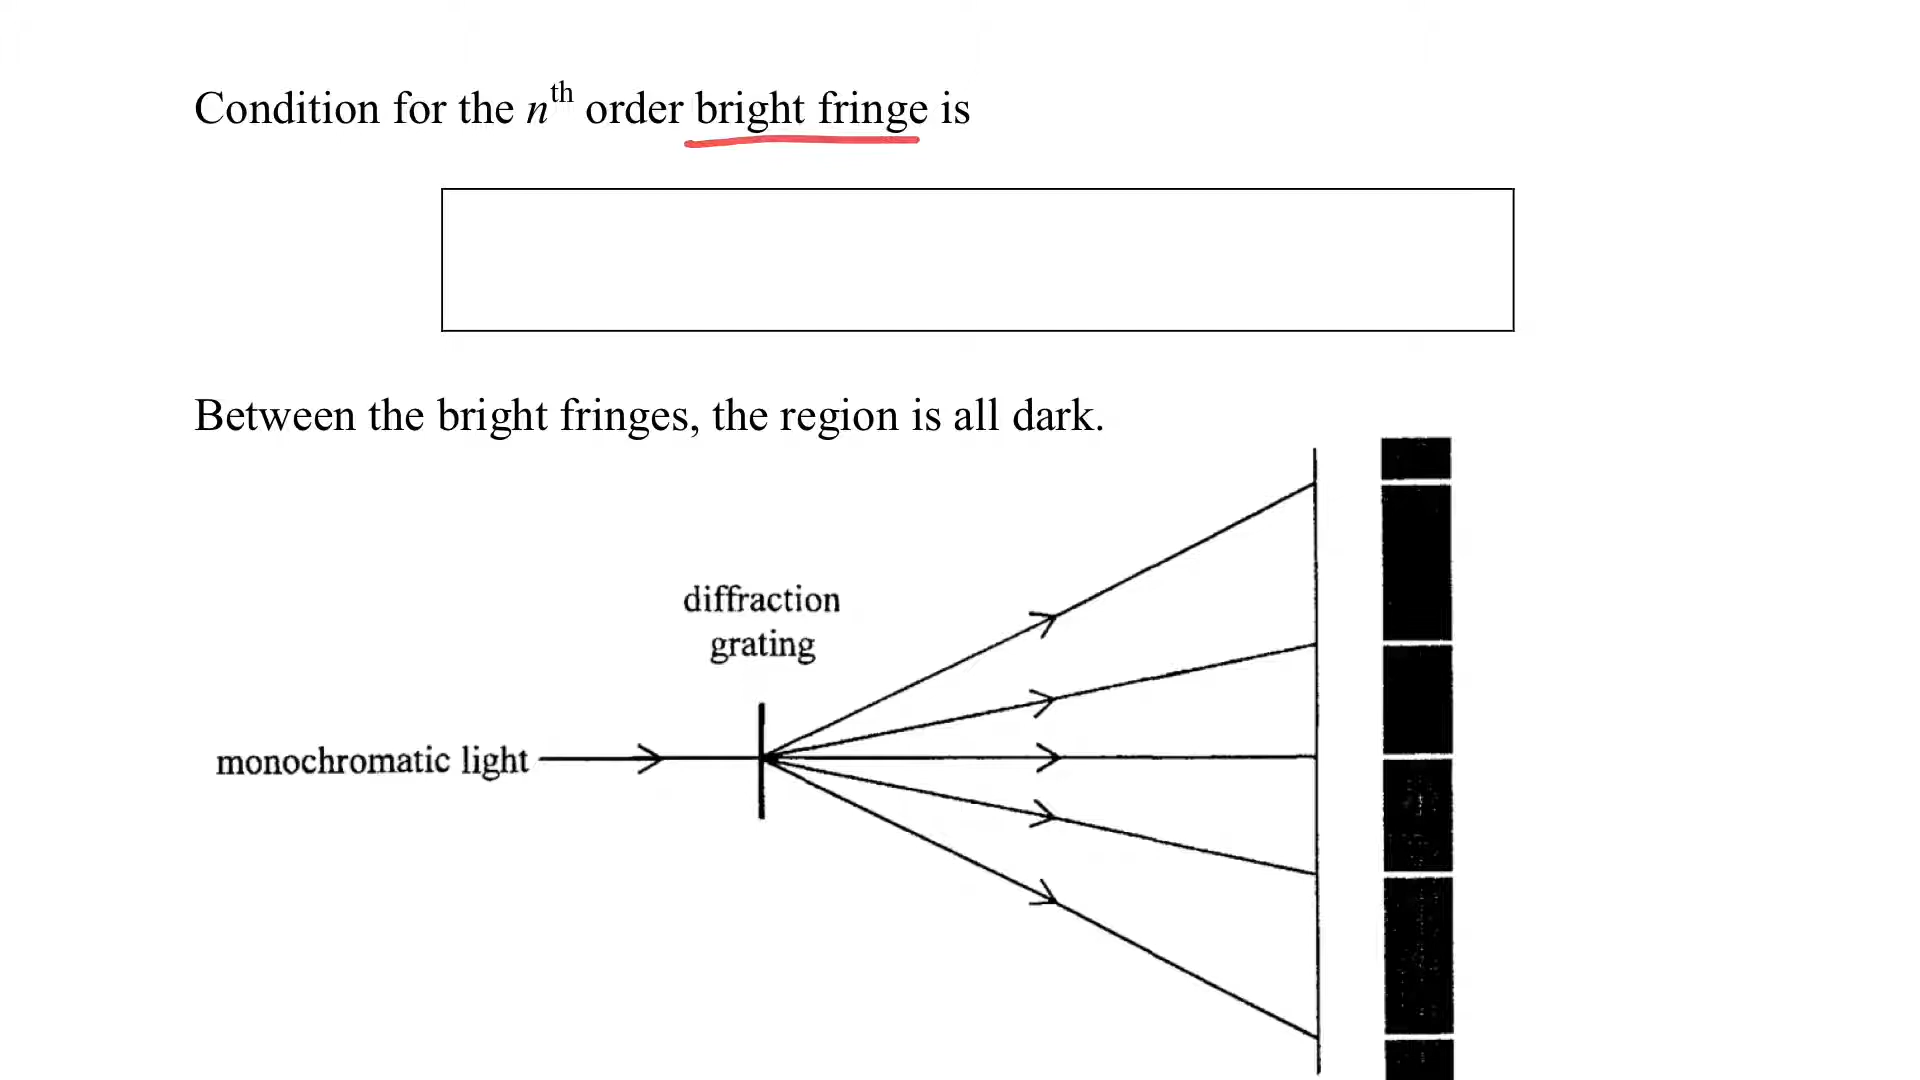 Condition for the nth order bright fringe is
Between the bright fringes, the region is all dark.
diffraction
grating
monochromatic light